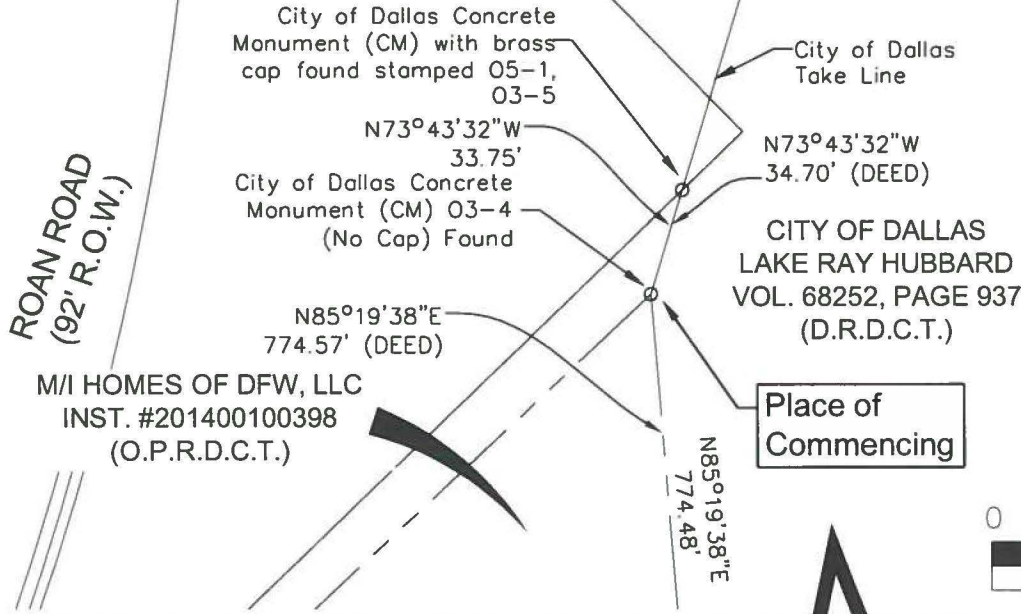 City of Dallas Concrete
Monument (CM) with brass
cap found stamped 05-1,
03-5
City of Dallas
Take Line
N73°43'32"W
33.75'
N73°43'32"W
34.70' (DEED)
City of Dallas Concrete
Monument (CM) 03-4
(No Cap) Found
ROAN ROAD
(92' R.O.W.)
CITY OF DALLAS
LAKE RAY HUBBARD
VOL. 68252, PAGE 937
(D.R.D.C.T.)
N85°19'38"E
774.57' (DEED)
M/I HOMES OF DFW, LLC
INST. #201400100398
(O.P.R.D.C.T.)
Place of
Commencing
N85°19'38"E
774.48'
0